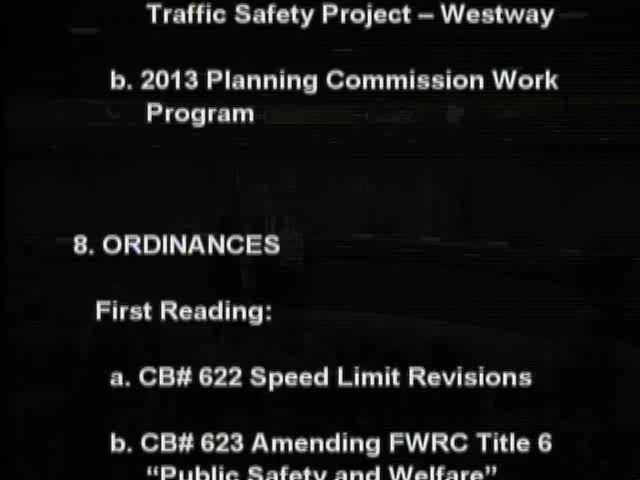 Traffic Safety Project – Westway
b. 2013 Planning Commission Work
Program
8. ORDINANCES
First Reading:
a. CB# 622 Speed Limit Revisions
b. CB# 623 Amending FWRC Title 6
“Public Safety and Welfare”